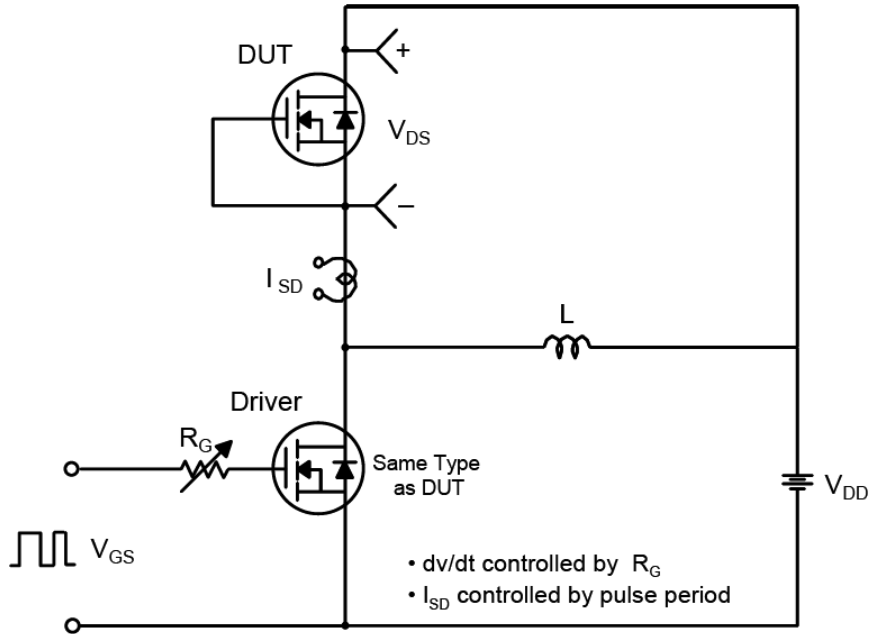 DUT
+
V_DS
–
I_SD
L
Driver
R_G
Same Type
as DUT
V_DD
V_GS
• dv/dt controlled by R_G
• I_SD controlled by pulse period